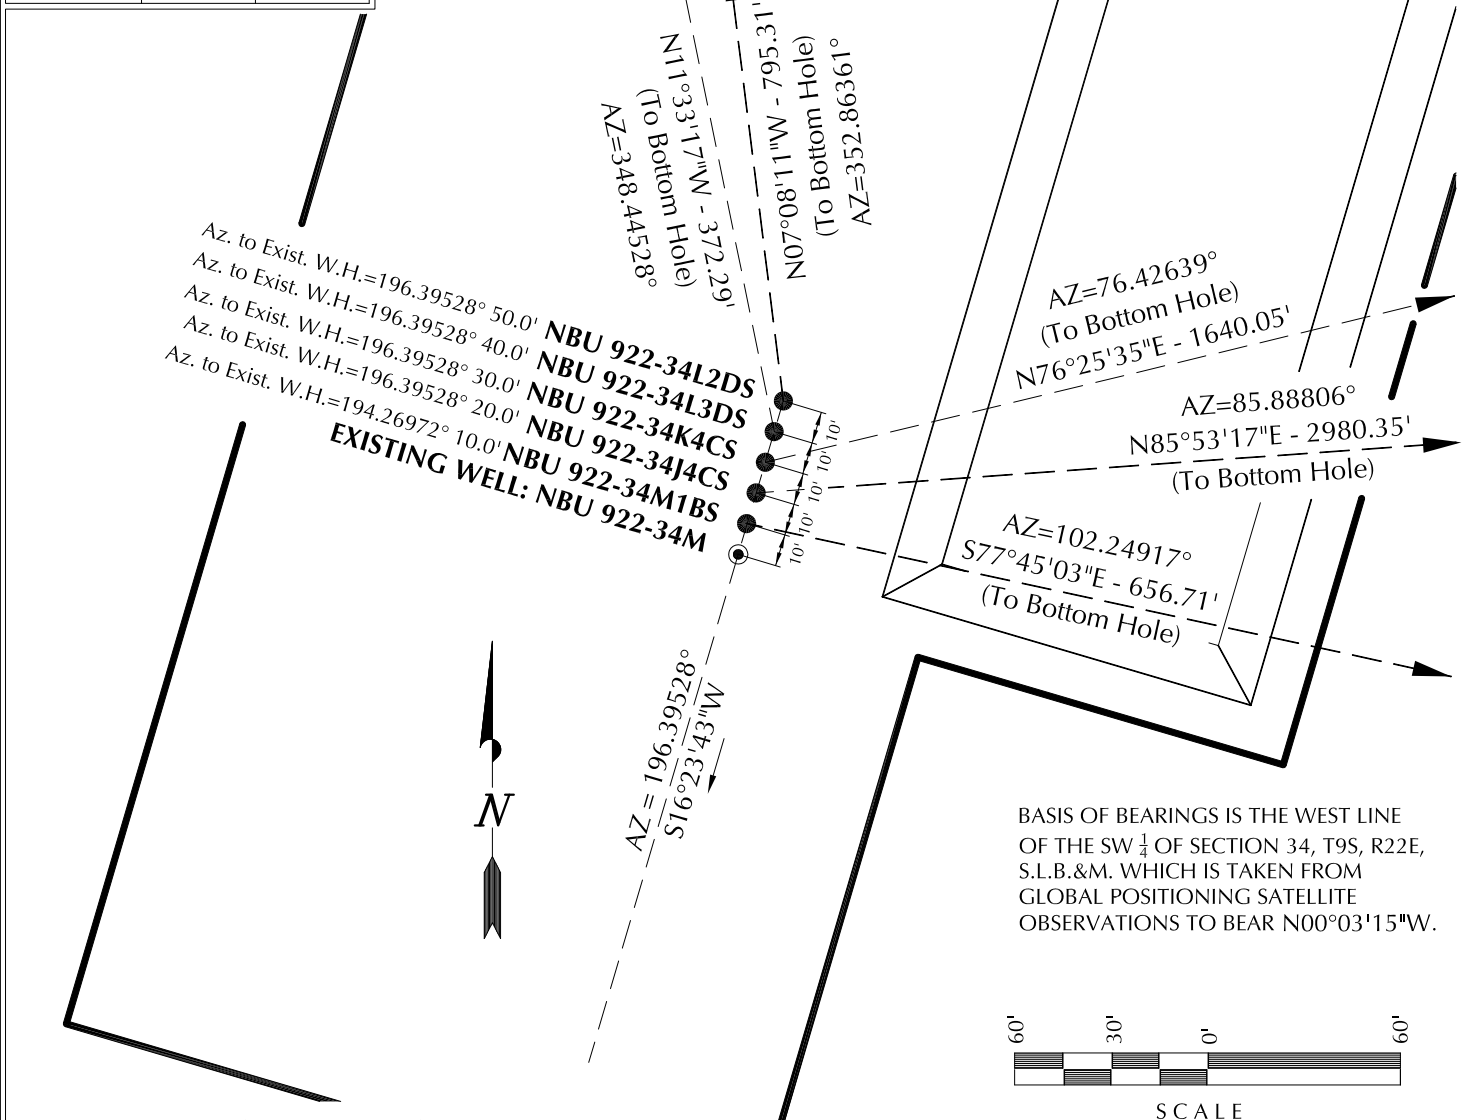 N11°33'17"W - 372.29'
(To Bottom Hole)
AZ=348.44528°
N07°08'11"W - 795.31'
(To Bottom Hole)
AZ=352.86361°
Az. to Exist. W.H.=196.39528° 50.0' NBU 922-34L2DS
Az. to Exist. W.H.=196.39528° 40.0' NBU 922-34L3DS
Az. to Exist. W.H.=196.39528° 30.0' NBU 922-34K4CS
Az. to Exist. W.H.=196.39528° 20.0' NBU 922-34J4CS
Az. to Exist. W.H.=194.26972° 10.0' NBU 922-34M1BS
EXISTING WELL: NBU 922-34M
10'
10'
10'
10'
10'
AZ=76.42639°
(To Bottom Hole)
N76°25'35"E - 1640.05'
AZ=85.88806°
N85°53'17"E - 2980.35'
(To Bottom Hole)
AZ=102.24917°
S77°45'03"E - 656.71'
(To Bottom Hole)
AZ = 196.39528°
S16°23'43"W
N
BASIS OF BEARINGS IS THE WEST LINE
OF THE SW 1/4 OF SECTION 34, T9S, R22E,
S.L.B.&M. WHICH IS TAKEN FROM
GLOBAL POSITIONING SATELLITE
OBSERVATIONS TO BEAR N00°03'15"W.
60' 30' 0' 60'
SCALE